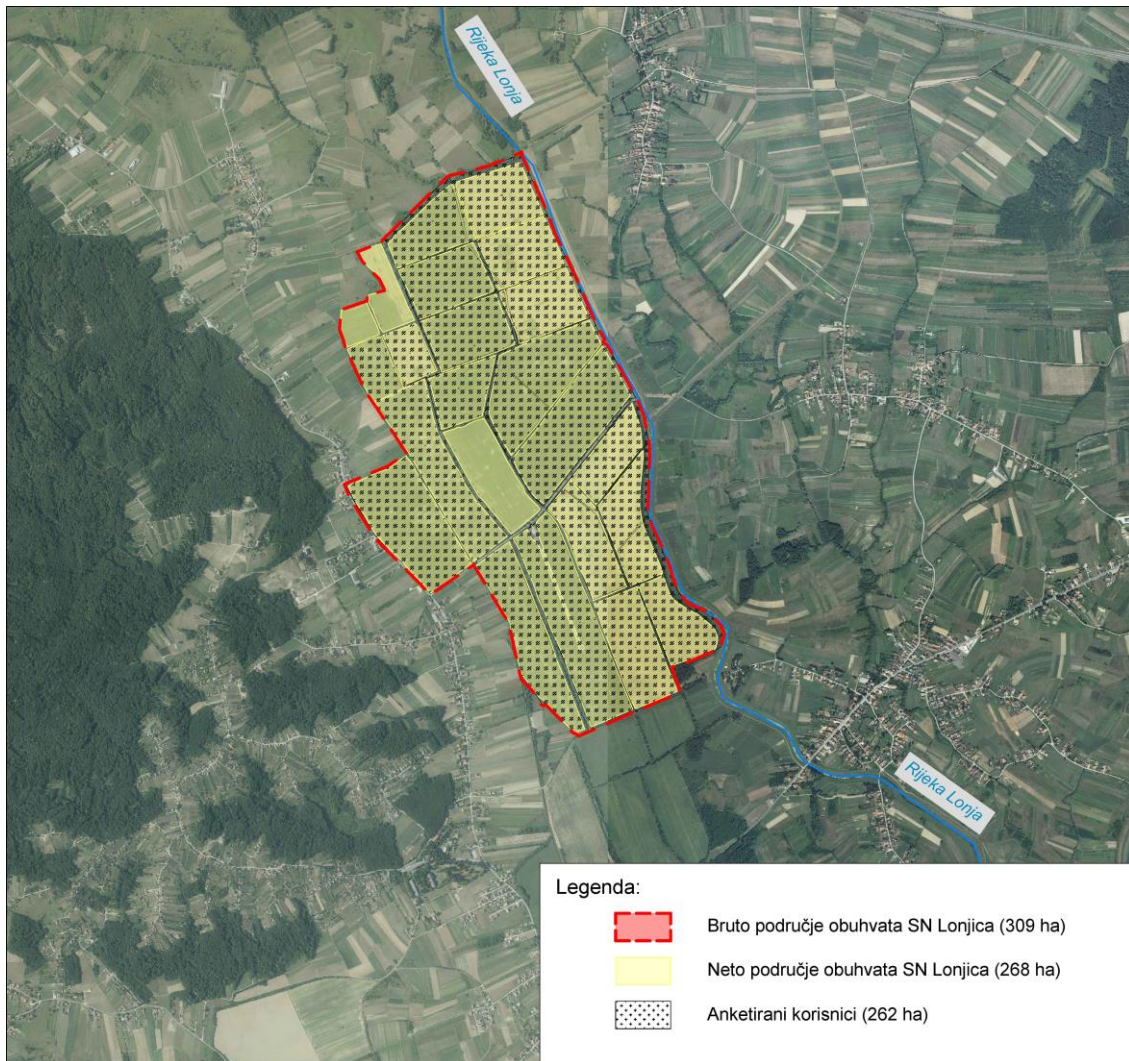 Rijeka Lonja
Rijeka Lonja
Legenda:
Bruto područje obuhvata SN Lonjica (309 ha)
Neto područje obuhvata SN Lonjica (268 ha)
Anketirani korisnici (262 ha)